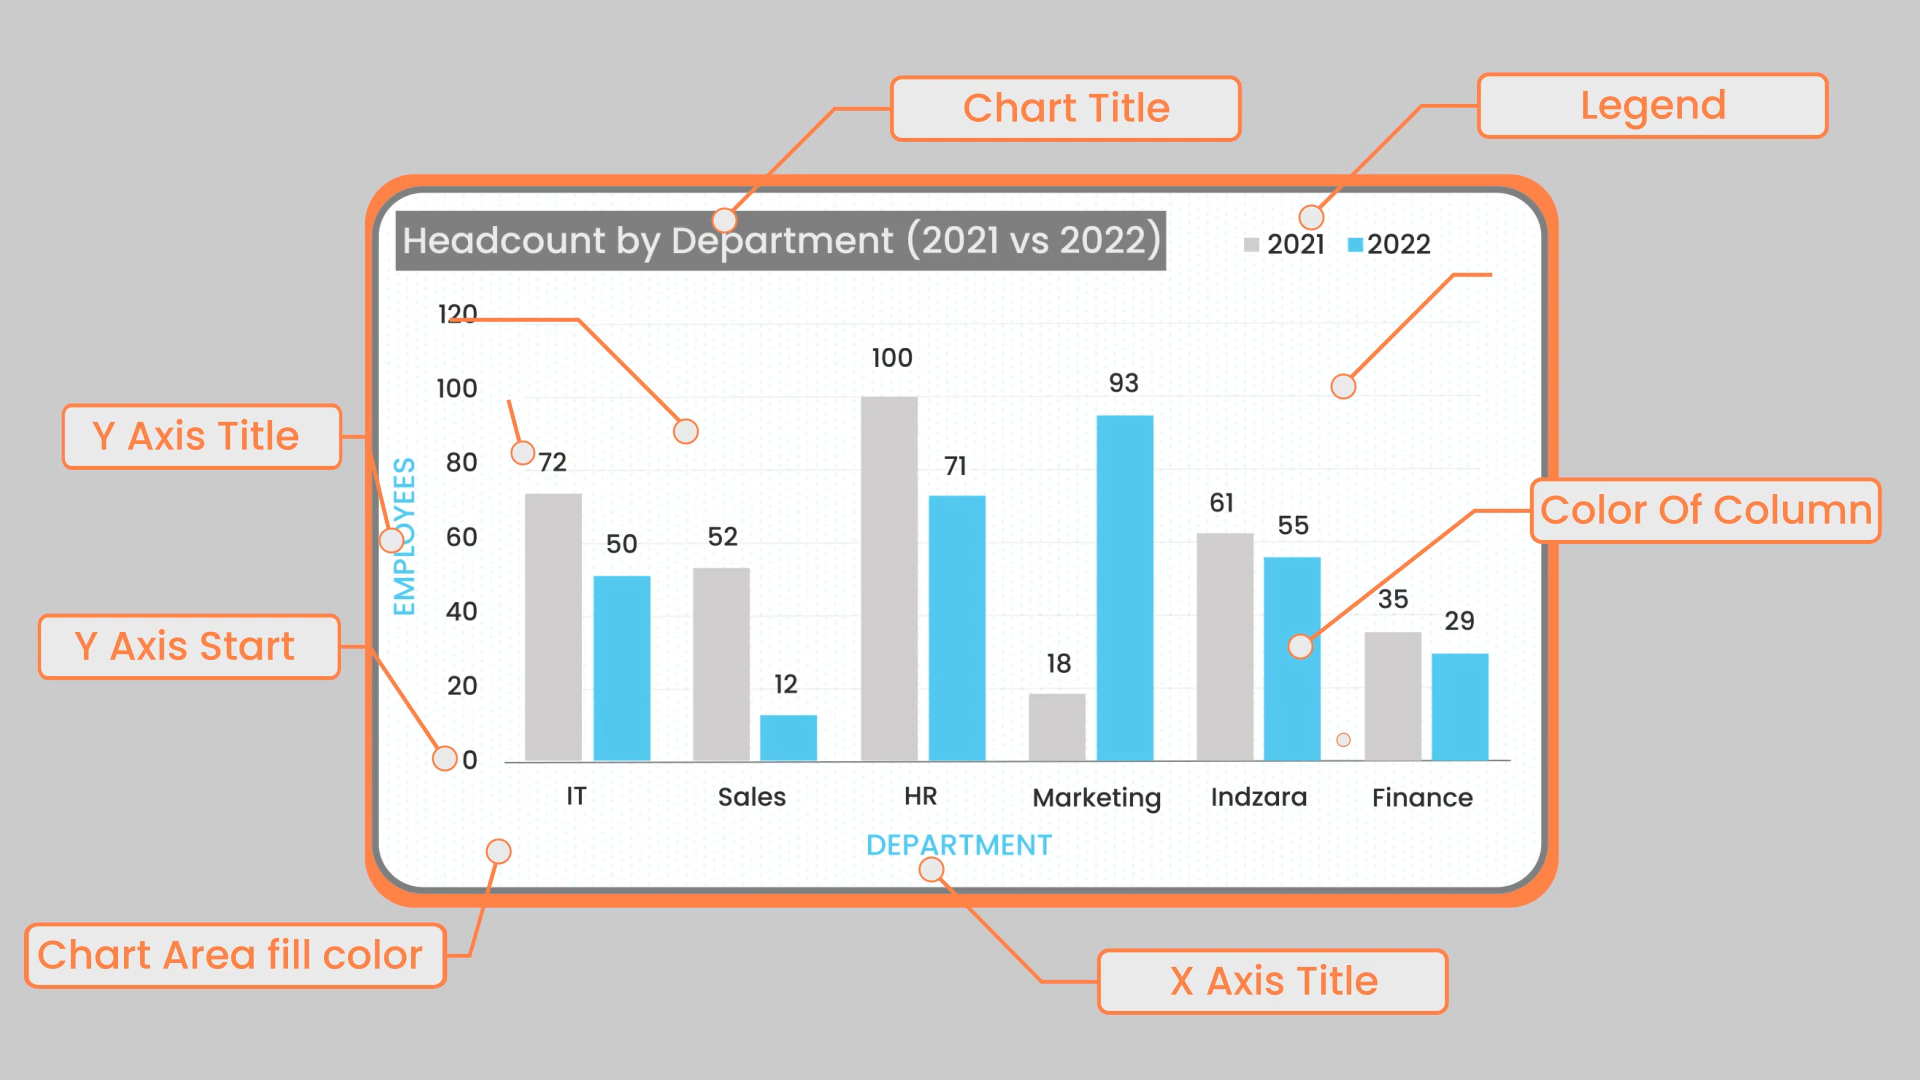 Chart Title
Legend
Headcount by Department (2021 vs 2022)
2021
2022
120
100
80
60
40
20
0
EMPLOYEES
72
50
52
12
100
71
18
93
61
55
35
29
IT
Sales
HR
Marketing
Indzara
Finance
DEPARTMENT
Y Axis Title
Y Axis Start
Color Of Column
Chart Area fill color
X Axis Title